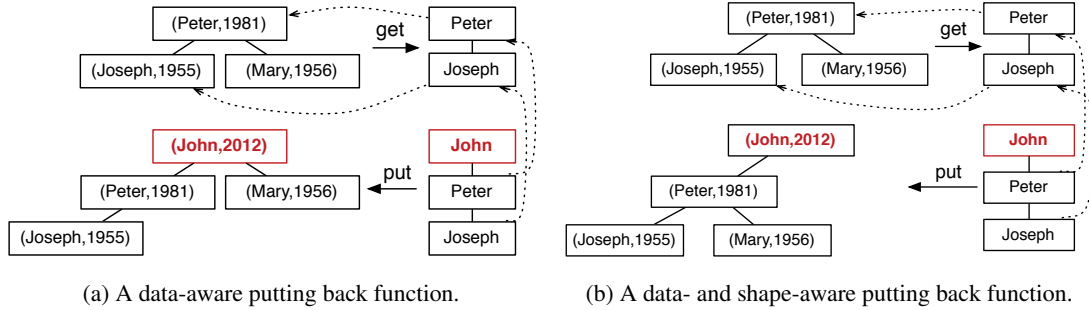 (Peter,1981)
get
Peter
(Joseph,1955)
(Mary,1956)
Joseph
(John,2012)
John
put
(Peter,1981)
(Mary,1956)
Peter
(Joseph,1955)
Joseph
(a) A data-aware putting back function.
(Peter,1981)
get
Peter
(Joseph,1955)
(Mary,1956)
Joseph
(John,2012)
John
put
(Peter,1981)
Peter
(Joseph,1955)
(Mary,1956)
Joseph
(b) A data- and shape-aware putting back function.